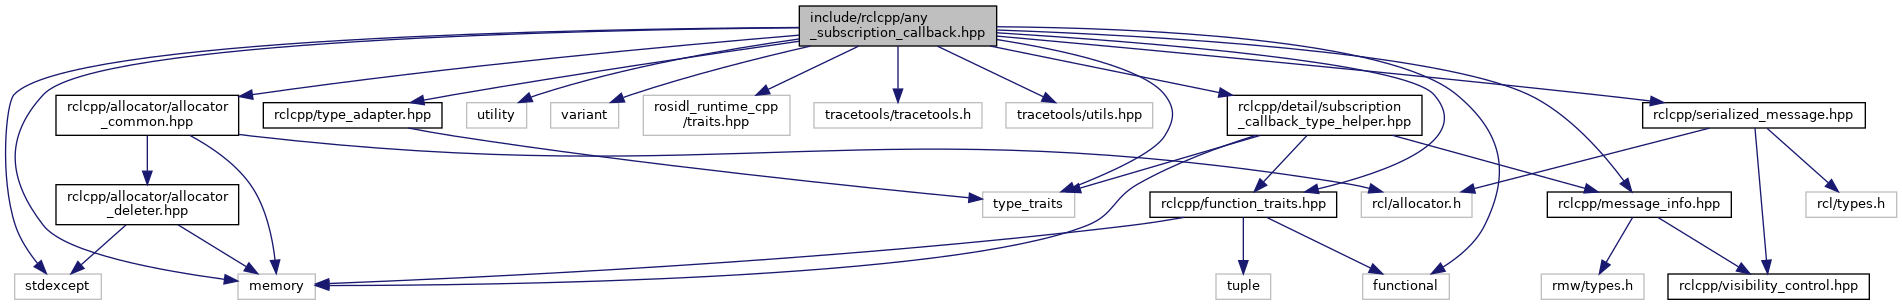 include/rclcpp/any
_subscription_callback.hpp
rclcpp/allocator/allocator
_common.hpp
rclcpp/type_adapter.hpp
utility
variant
rosidl_runtime_cpp
/traits.hpp
tracetools/tracetools.h
tracetools/utils.hpp
rclcpp/detail/subscription
_callback_type_helper.hpp
rclcpp/serialized_message.hpp
rclcpp/allocator/allocator
_deleter.hpp
type_traits
rclcpp/function_traits.hpp
rcl/allocator.h
rclcpp/message_info.hpp
rcl/types.h
stdexcept
memory
tuple
functional
rmw/types.h
rclcpp/visibility_control.hpp